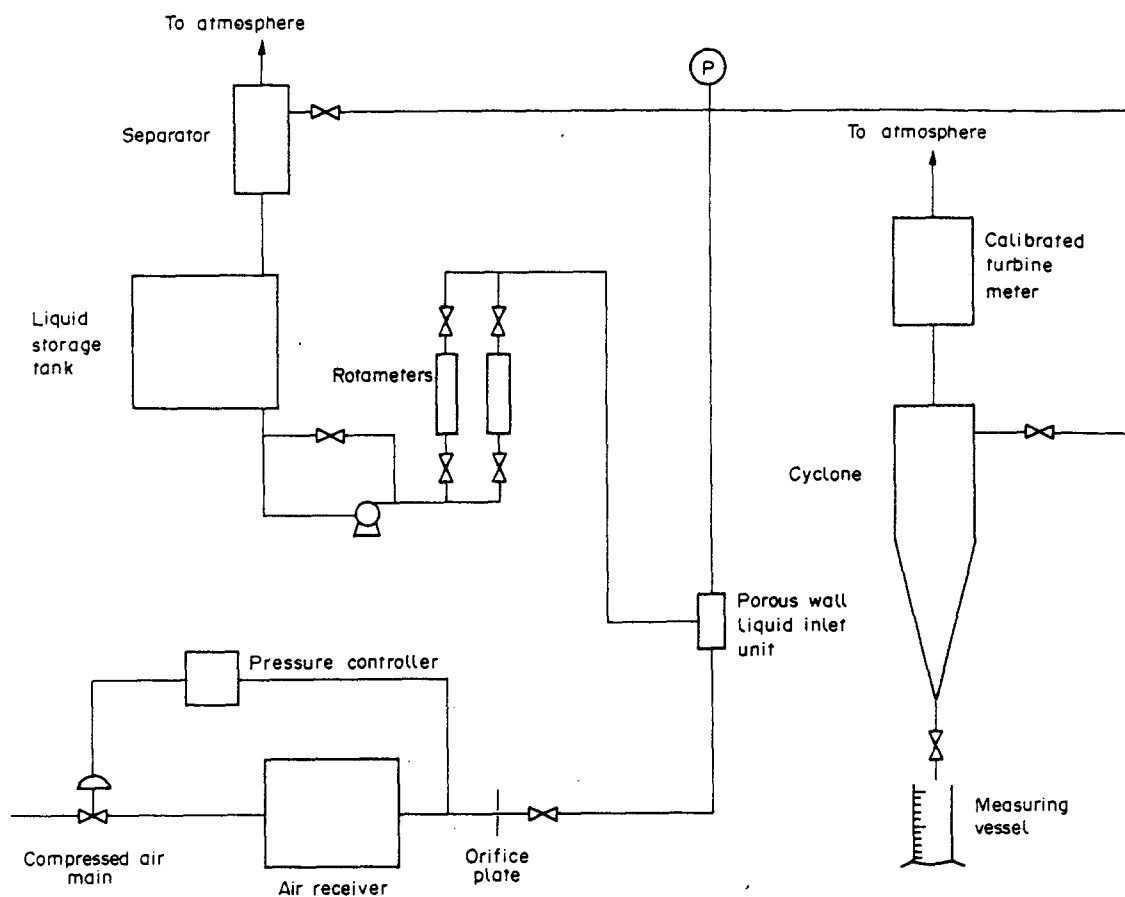 To atmosphere
P
Separator
To atmosphere
Calibrated
turbine
meter
Liquid
storage
tank
Rotameters
Cyclone
Porous wall
liquid inlet
unit
Pressure controller
Measuring
vessel
Compressed air
main
Orifice
plate
Air receiver